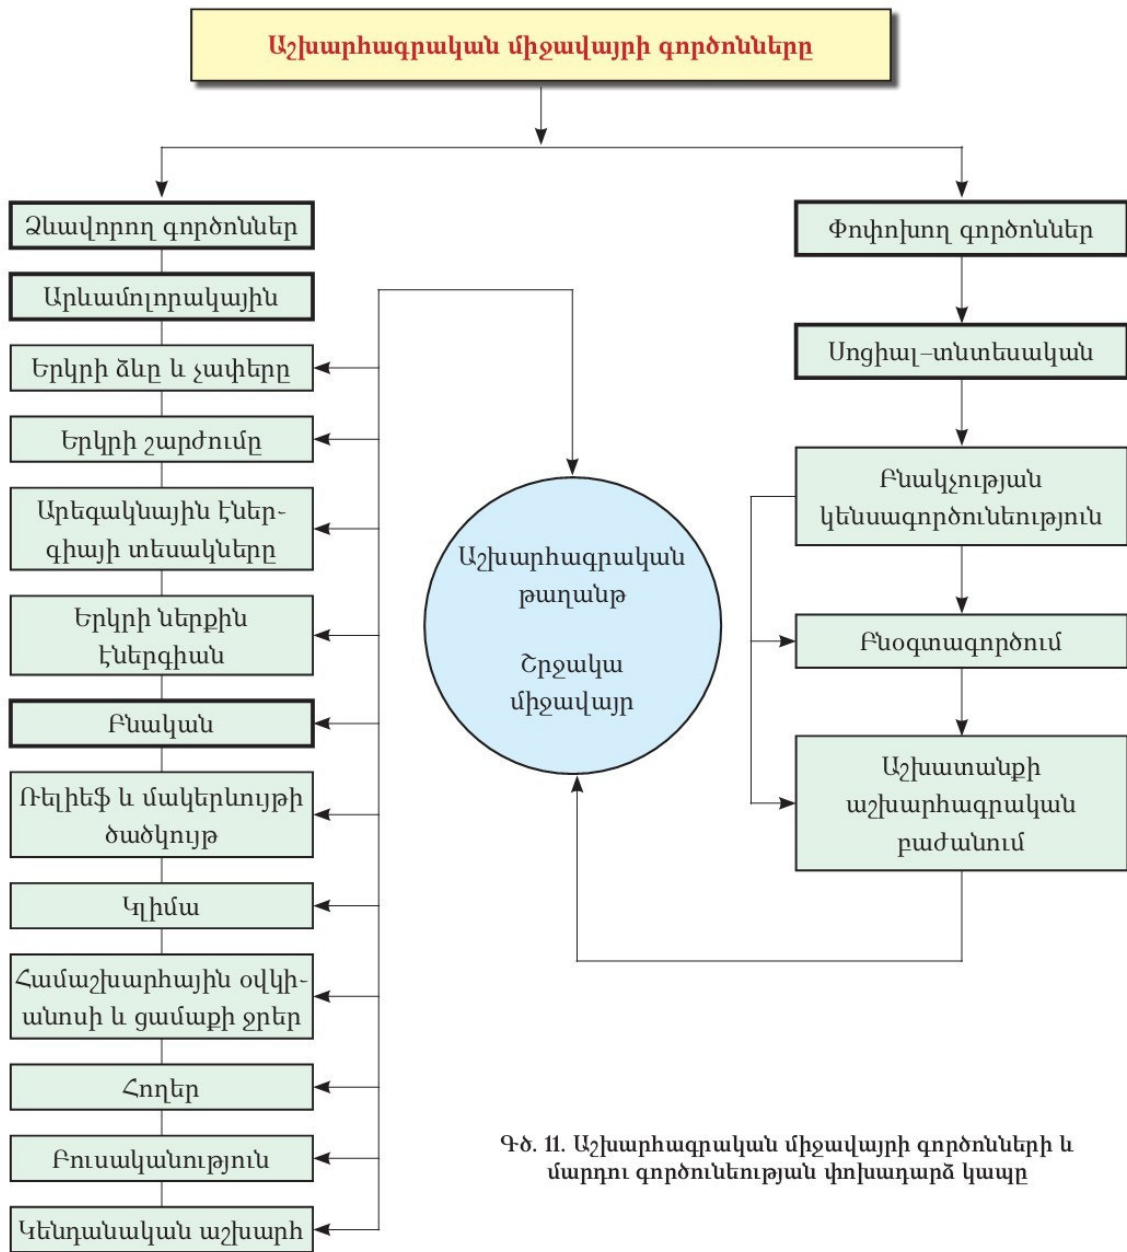 Աշխարհագրական միջավայրի գործոնները
Ձևավորող գործոններ
Արևամոլորակային
Երկրի ձևը և չափերը
Երկրի շարժումը
Արեգակնային էներ-
գիայի տեսակները
Երկրի ներքին
էներգիան
Բնական
Ռելիեֆ և մակերևույթի
ծածկույթ
Կլիմա
Համաշխարհային օվկի-
անոսի և ցամաքի ջրեր
Հողեր
Բուսականություն
Կենդանական աշխարհ
Աշխարհագրական
թաղանթ
Շրջակա
միջավայր
Փոփոխող գործոններ
Սոցիալ–տնտեսական
Բնակչության
կենսագործունեություն
Բնօգտագործում
Աշխատանքի
աշխարհագրական
բաժանում
Գծ. 11. Աշխարհագրական միջավայրի գործոնների և
մարդու գործունեության փոխադարձ կապը